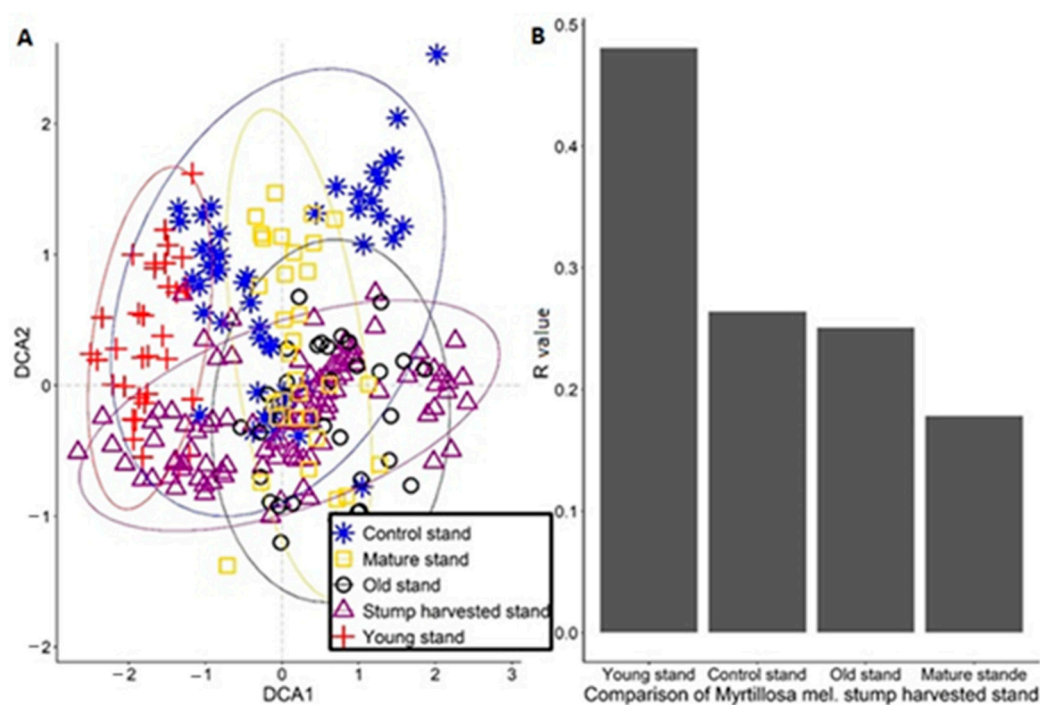 A
DCA2
2
1
0
−1
−2
−2
−1
0
1
2
3
DCA1
Control stand
Mature stand
Old stand
Stump harvested stand
Young stand
B
R value
0.5
0.4
0.3
0.2
0.1
0.0
Young stand
Control stand
Old stand
Mature stande
Comparison of Myrtillosa mel. stump harvested stand